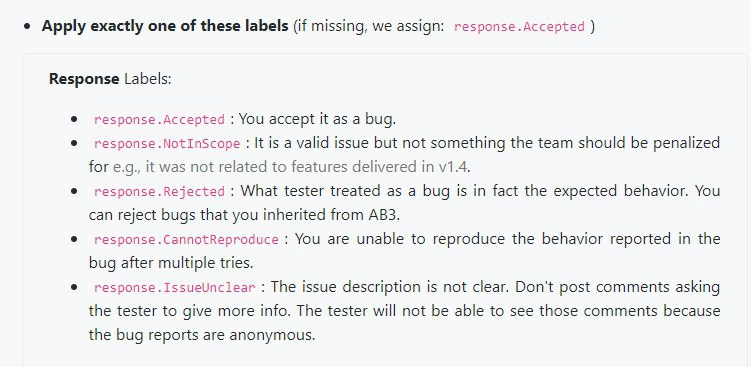 • Apply exactly one of these labels (if missing, we assign: response.Accepted )
Response Labels:
• response.Accepted : You accept it as a bug.
• response.NotInScope : It is a valid issue but not something the team should be penalized
for e.g., it was not related to features delivered in v1.4.
• response.Rejected : What tester treated as a bug is in fact the expected behavior. You
can reject bugs that you inherited from AB3.
• response.CannotReproduce : You are unable to reproduce the behavior reported in the
bug after multiple tries.
• response.IssueUnclear : The issue description is not clear. Don't post comments asking
the tester to give more info. The tester will not be able to see those comments because
the bug reports are anonymous.